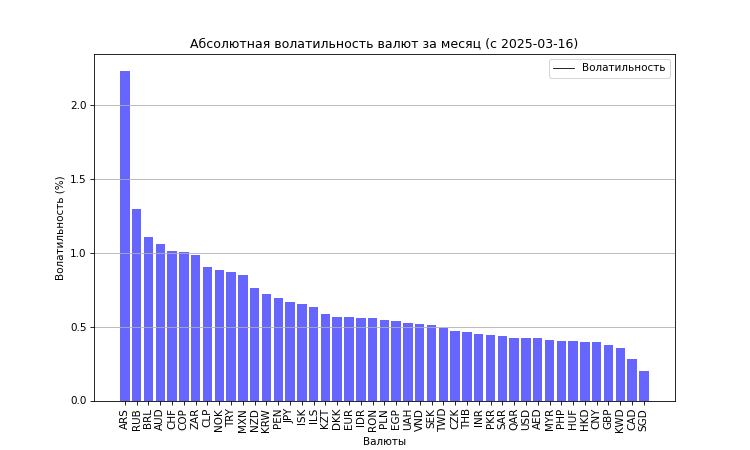 Абсолютная волатильность валют за месяц (с 2025-03-16)
Волатильность
Волатильность (%)
2.0
1.5
1.0
0.5
0.0
ARS
RUB
BRL
AUD
CHF
COP
ZAR
CLP
NOK
TRY
MXN
NZD
KRW
PEN
JPY
ISK
ILS
KZT
DKK
EUR
IDR
RON
PLN
EGP
UAH
VND
SEK
TWD
CZK
THB
INR
PKR
SAR
QAR
USD
AED
MYR
PHP
HUF
HKD
CNY
GBP
KWD
CAD
SGD
Валюты